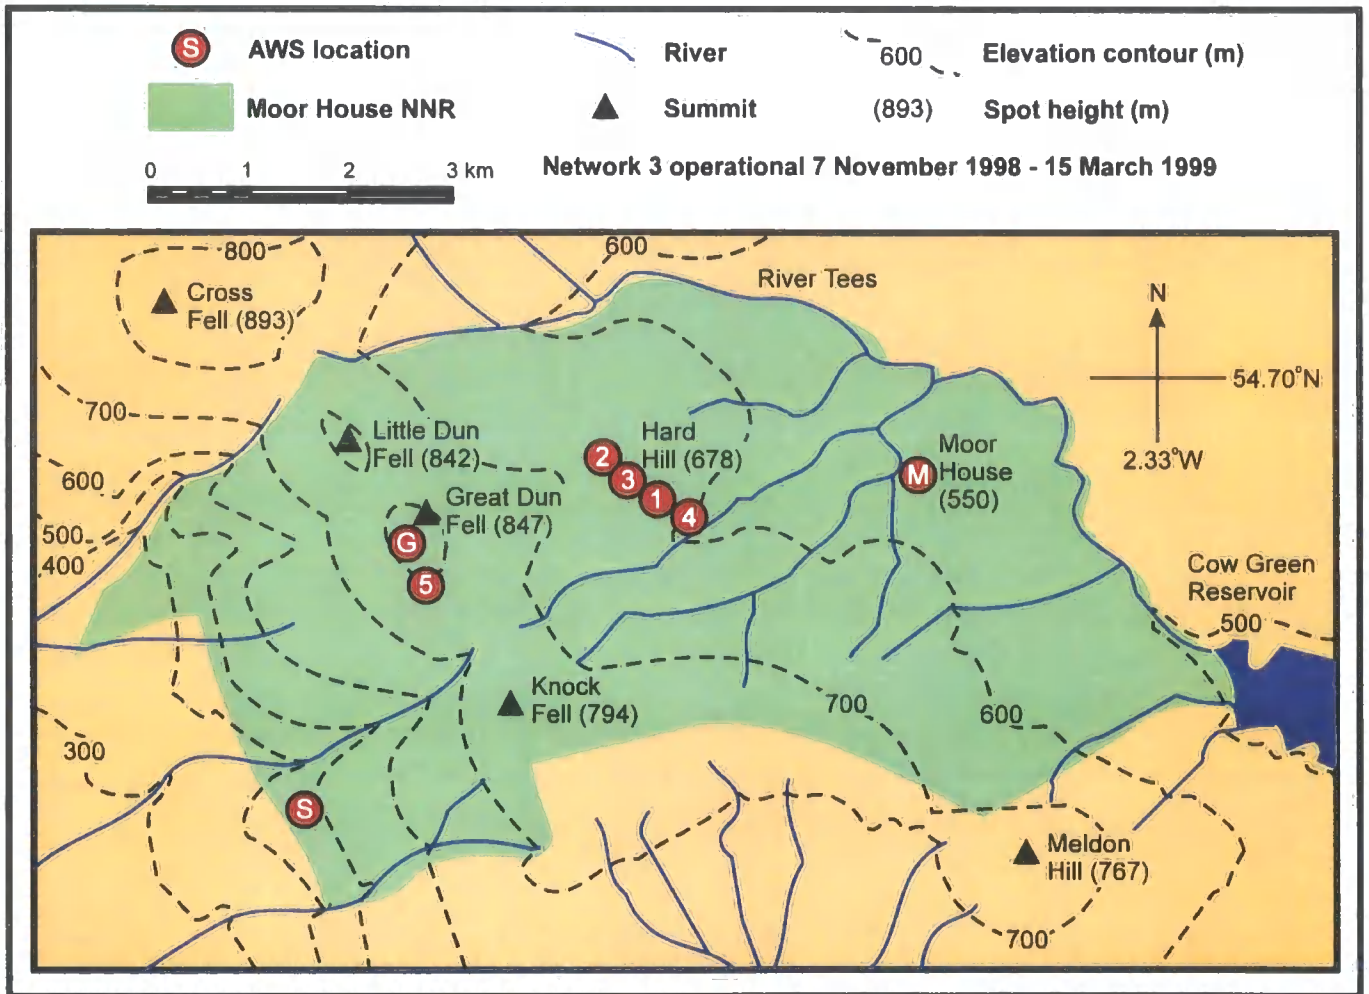 S AWS location River 600 Elevation contour (m)
Moor House NNR Summit (893) Spot height (m)
0 1 2 3 km Network 3 operational 7 November 1998 - 15 March 1999
800 600
River Tees
Cross
Fell (893)
N
54.70°N
2.33°W
700
Little Dun
Fell (842)
Hard
Hill (678)
Moor
House
(550)
2
3
1
4
M
600
500
400
Great Dun
Fell (847)
G
5
Cow Green
Reservoir
500
Knock
Fell (794)
700
600
300
S
Meldon
Hill (767)
700